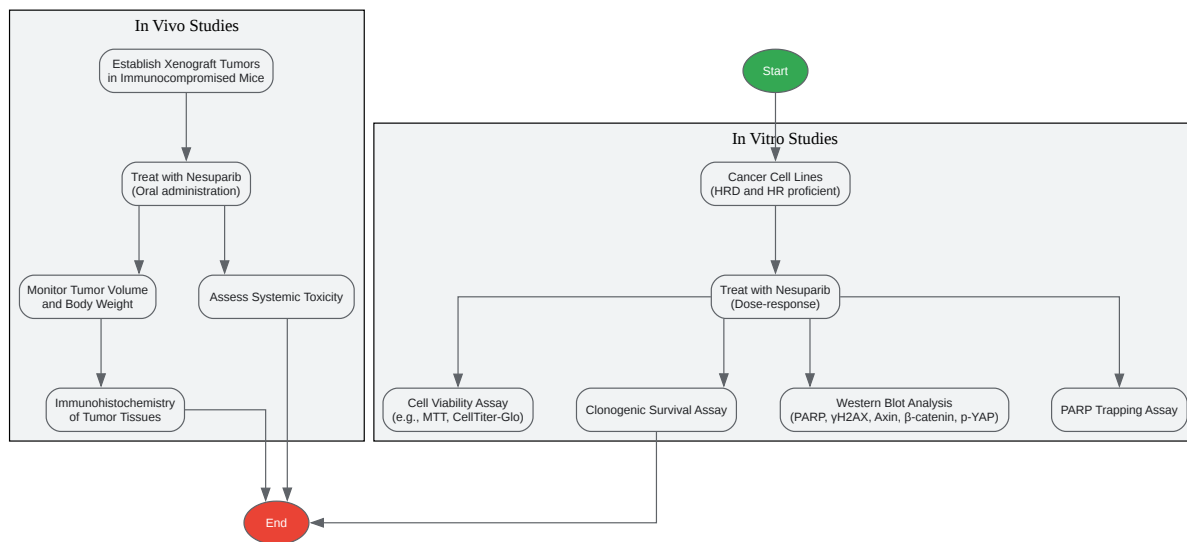 In Vivo Studies
Establish Xenograft Tumors
in Immunocompromised Mice
Treat with Nesuparib
(Oral administration)
Monitor Tumor Volume
and Body Weight
Assess Systemic Toxicity
Immunohistochemistry
of Tumor Tissues
Start
In Vitro Studies
Cancer Cell Lines
(HRD and HR proficient)
Treat with Nesuparib
(Dose-response)
Cell Viability Assay
(e.g., MTT, CellTiter-Glo)
Clonogenic Survival Assay
Western Blot Analysis
(PARP, γH2AX, Axin, β-catenin, p-YAP)
PARP Trapping Assay
End